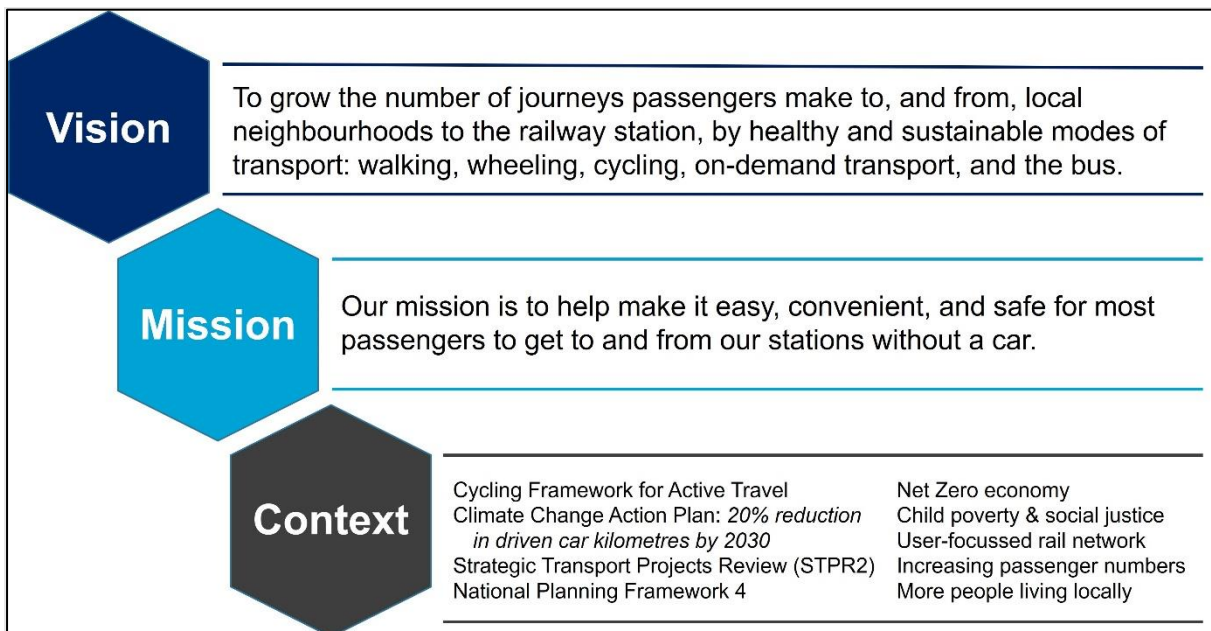 Vision
To grow the number of journeys passengers make to, and from, local
neighbourhoods to the railway station, by healthy and sustainable modes of
transport: walking, wheeling, cycling, on-demand transport, and the bus.
Mission
Our mission is to help make it easy, convenient, and safe for most
passengers to get to and from our stations without a car.
Context
Cycling Framework for Active Travel
Climate Change Action Plan: 20% reduction
in driven car kilometres by 2030
Strategic Transport Projects Review (STPR2)
National Planning Framework 4
Net Zero economy
Child poverty & social justice
User-focussed rail network
Increasing passenger numbers
More people living locally